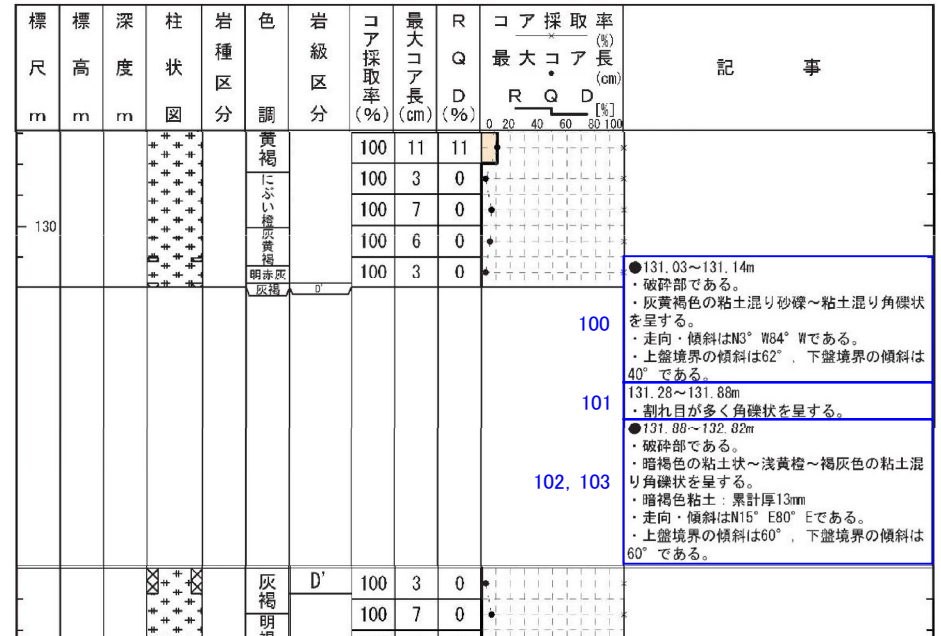 標尺m 標高m 深度m 柱状図 岩種区分 色調 岩級区分 コア採取率(%) 最大コア長(cm) RQD(%) コア採取率(%) 最大コア長(cm) RQD[%] 記事
0 20 40 60 80 100
黄褐 100 11 11
にぶい橙 100 3 0
100 7 0
130
灰黄褐 100 6 0
明赤灰 100 3 0
灰褐 D'
100
●131.03～131.14m
・破砕部である。
・灰黄褐色の粘土混り砂礫～粘土混り角礫状
を呈する。
・走向・傾斜はN3°W84°Wである。
・上盤境界の傾斜は62°，下盤境界の傾斜は
40°である。
101
131.28～131.88m
・割れ目が多く角礫状を呈する。
102, 103
●131.88～132.82m
・破砕部である。
・暗褐色の粘土状～浅黄橙～褐灰色の粘土混
り角礫状を呈する。
・暗褐色粘土：累計厚13mm
・走向・傾斜はN15°E80°Eである。
・上盤境界の傾斜は60°，下盤境界の傾斜は
60°である。
灰褐 D' 100 3 0
明 100 7 0